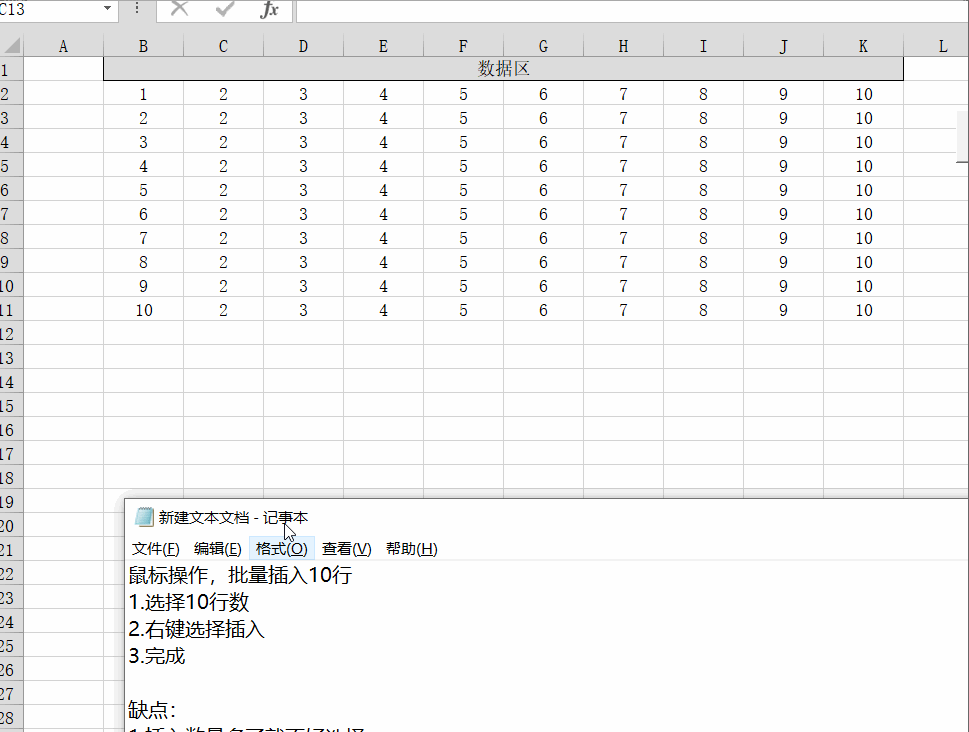 C13 fx
A B C D E F G H I J K L
1 数据区
2 1 2 3 4 5 6 7 8 9 10
3 2 2 3 4 5 6 7 8 9 10
4 3 2 3 4 5 6 7 8 9 10
5 4 2 3 4 5 6 7 8 9 10
6 5 2 3 4 5 6 7 8 9 10
7 6 2 3 4 5 6 7 8 9 10
8 7 2 3 4 5 6 7 8 9 10
9 8 2 3 4 5 6 7 8 9 10
10 9 2 3 4 5 6 7 8 9 10
11 10 2 3 4 5 6 7 8 9 10
12
13
14
15
16
17
18
19
20
21
22
23
24
25
26
27
28
新建文本文档 - 记事本
文件(F) 编辑(E) 格式(O) 查看(V) 帮助(H)
鼠标操作，批量插入10行
1.选择10行数
2.右键选择插入
3.完成
缺点：